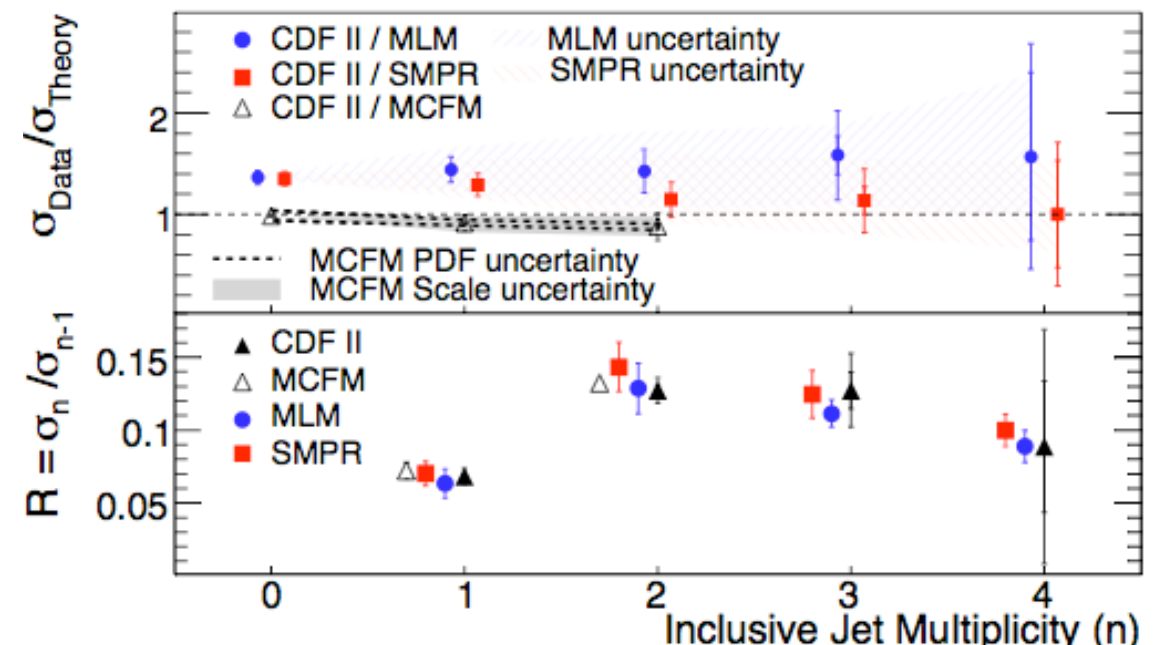 σData/σTheory
2
1
CDF II / MLM
CDF II / SMPR
CDF II / MCFM
MLM uncertainty
SMPR uncertainty
MCFM PDF uncertainty
MCFM Scale uncertainty
R = σn/σn-1
0.15
0.1
0.05
CDF II
MCFM
MLM
SMPR
0 1 2 3 4
Inclusive Jet Multiplicity (n)